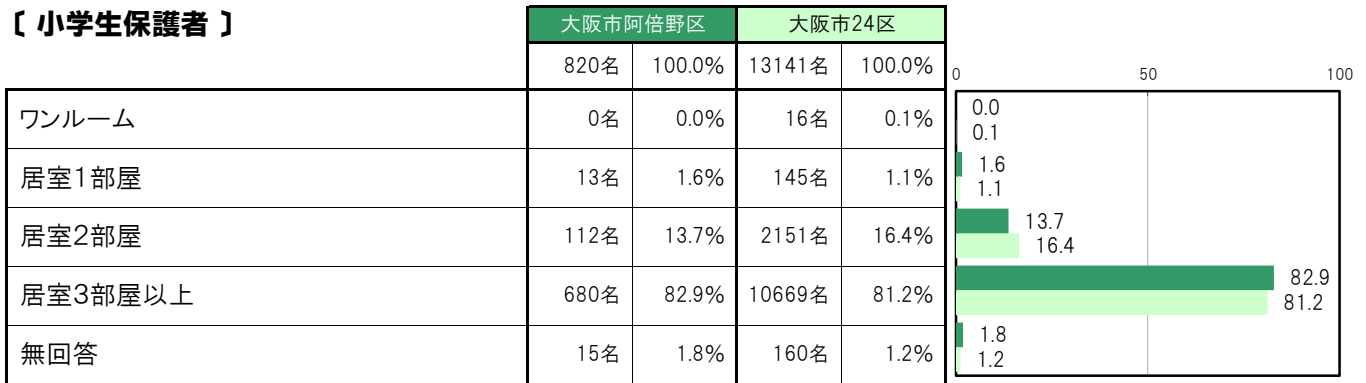 〔 小学生保護者 〕
大阪市阿倍野区 大阪市24区
820名 100.0% 13141名 100.0%
0 50 100
ワンルーム 0名 0.0% 16名 0.1%
0.0
0.1
居室1部屋 13名 1.6% 145名 1.1%
1.6
1.1
居室2部屋 112名 13.7% 2151名 16.4%
13.7
16.4
居室3部屋以上 680名 82.9% 10669名 81.2%
82.9
81.2
無回答 15名 1.8% 160名 1.2%
1.8
1.2